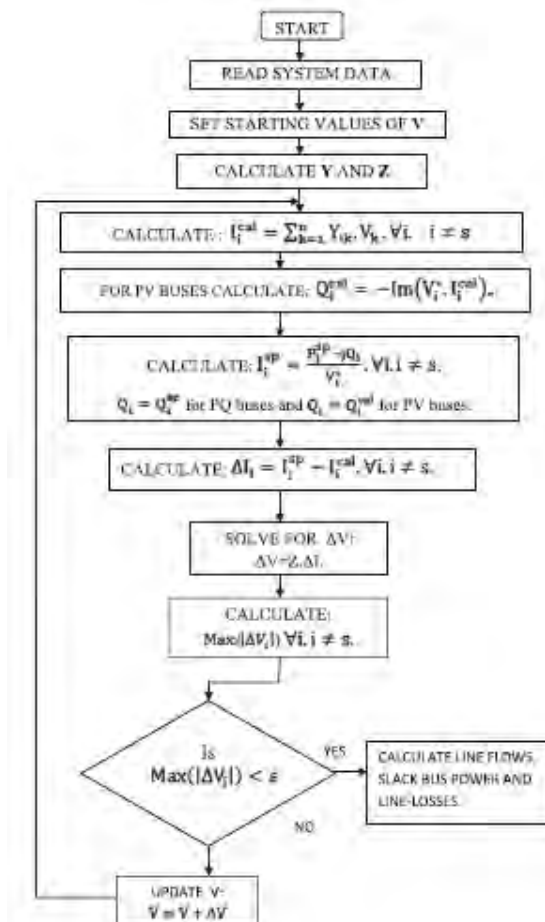 START
READ SYSTEM DATA
SET STARTING VALUES OF V
CALCULATE Y AND Z
CALCULATE : I_i^cal = ∑_{k=1}^n Y_ik. V_k, ∀i. i ≠ s
FOR PV BUSES CALCULATE: Q_i^cal = −Im(V_i^*. I_i^cal).
CALCULATE: I_i^sp = (P_i^sp −jQ_i)/V_i^*. ∀i. i ≠ s.
Q_i = Q_i^sp for PQ buses and Q_i = Q_i^cal for PV buses.
CALCULATE: ΔI_i = I_i^sp − I_i^cal. ∀i. i ≠ s.
SOLVE FOR ΔV:
ΔV=Z.ΔI.
CALCULATE:
Max(|ΔV_i|) ∀i, i ≠ s.
Is
Max(|ΔV_i|) < ε
YES
CALCULATE LINE FLOWS,
SLACK BUS POWER AND
LINE-LOSSES.
NO
UPDATE V:
V = V + ΔV